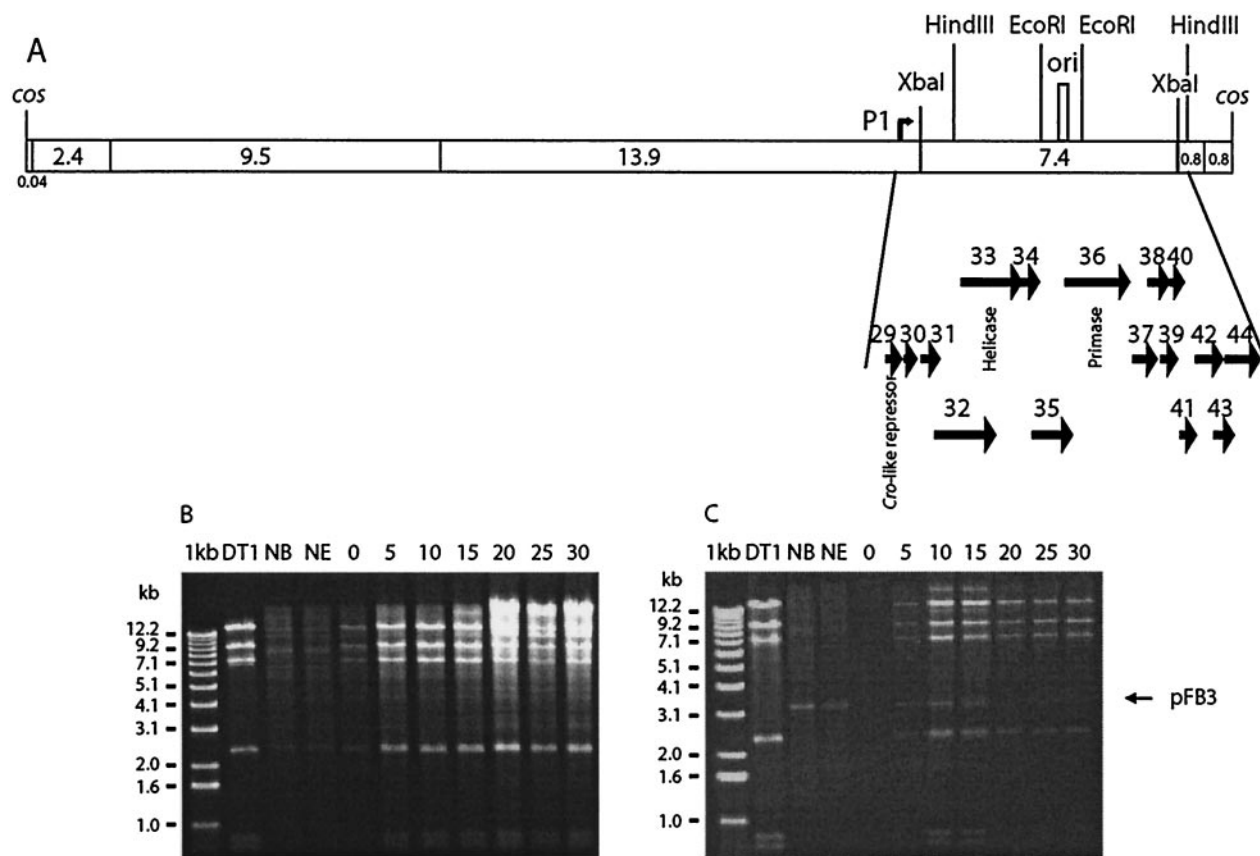 A
HindIII EcoRI EcoRI HindIII
ori
XbaI XbaI
cos cos
P1
2.4 9.5 13.9 7.4 0.8 0.8
0.04
33 34 36 38 40
29 30 31 37 39 42 44
Helicase Primase
Cro-like repressor
32 35 41 43
B
1kb DT1 NB NE 0 5 10 15 20 25 30
kb
12.2
9.2
7.1
5.1
4.1
3.1
2.0
1.6
1.0
C
1kb DT1 NB NE 0 5 10 15 20 25 30
kb
12.2
9.2
7.1
5.1
4.1
3.1
2.0
1.6
1.0
pFB3